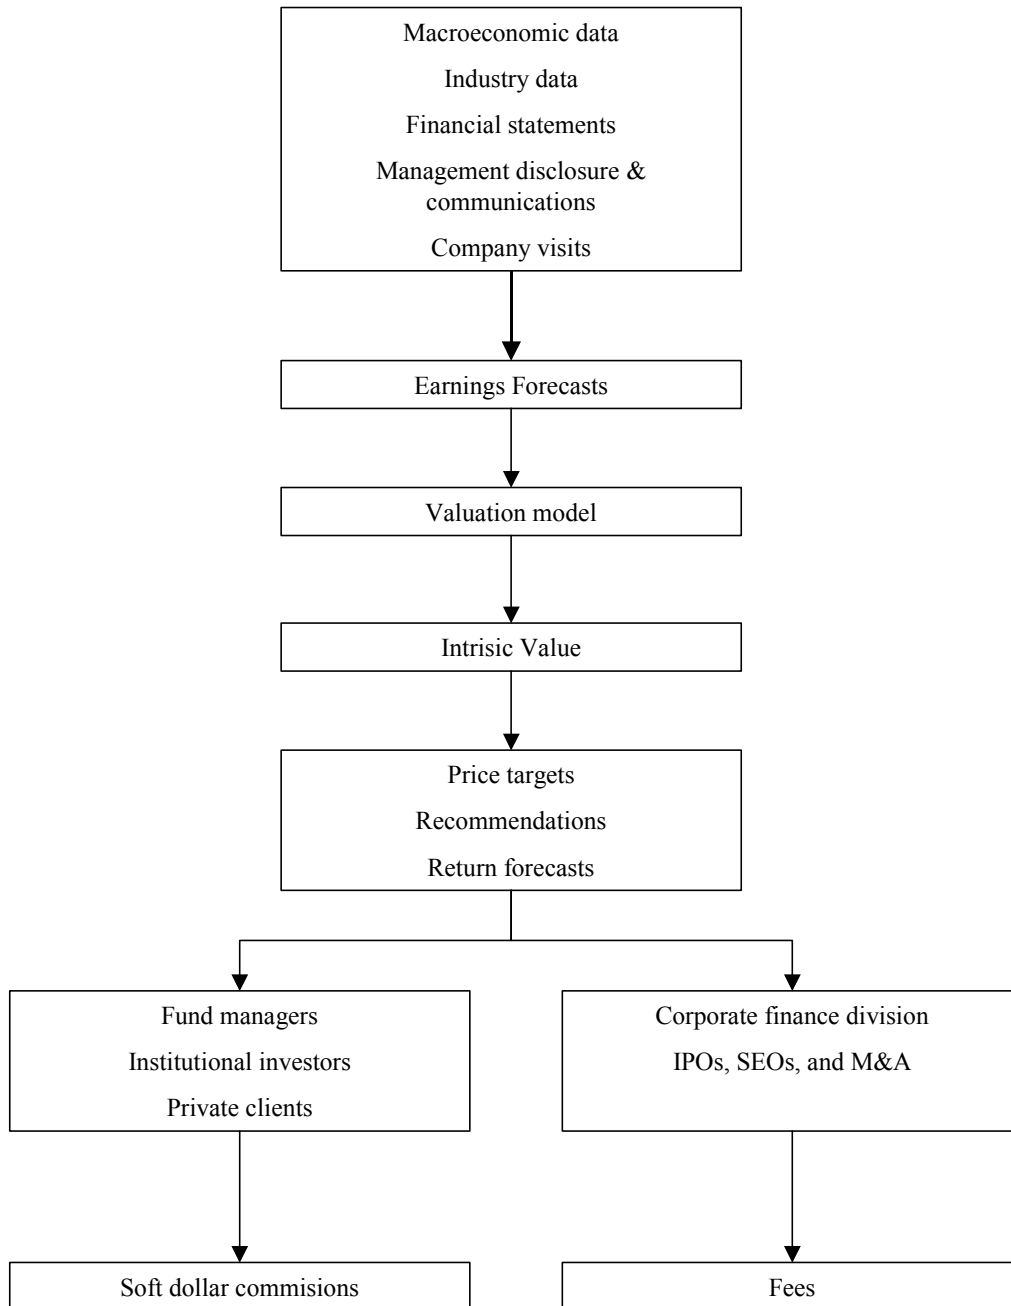 Macroeconomic data
Industry data
Financial statements
Management disclosure &
communications
Company visits
Earnings Forecasts
Valuation model
Intrisic Value
Price targets
Recommendations
Return forecasts
Fund managers
Institutional investors
Private clients
Corporate finance division
IPOs, SEOs, and M&A
Soft dollar commisions
Fees